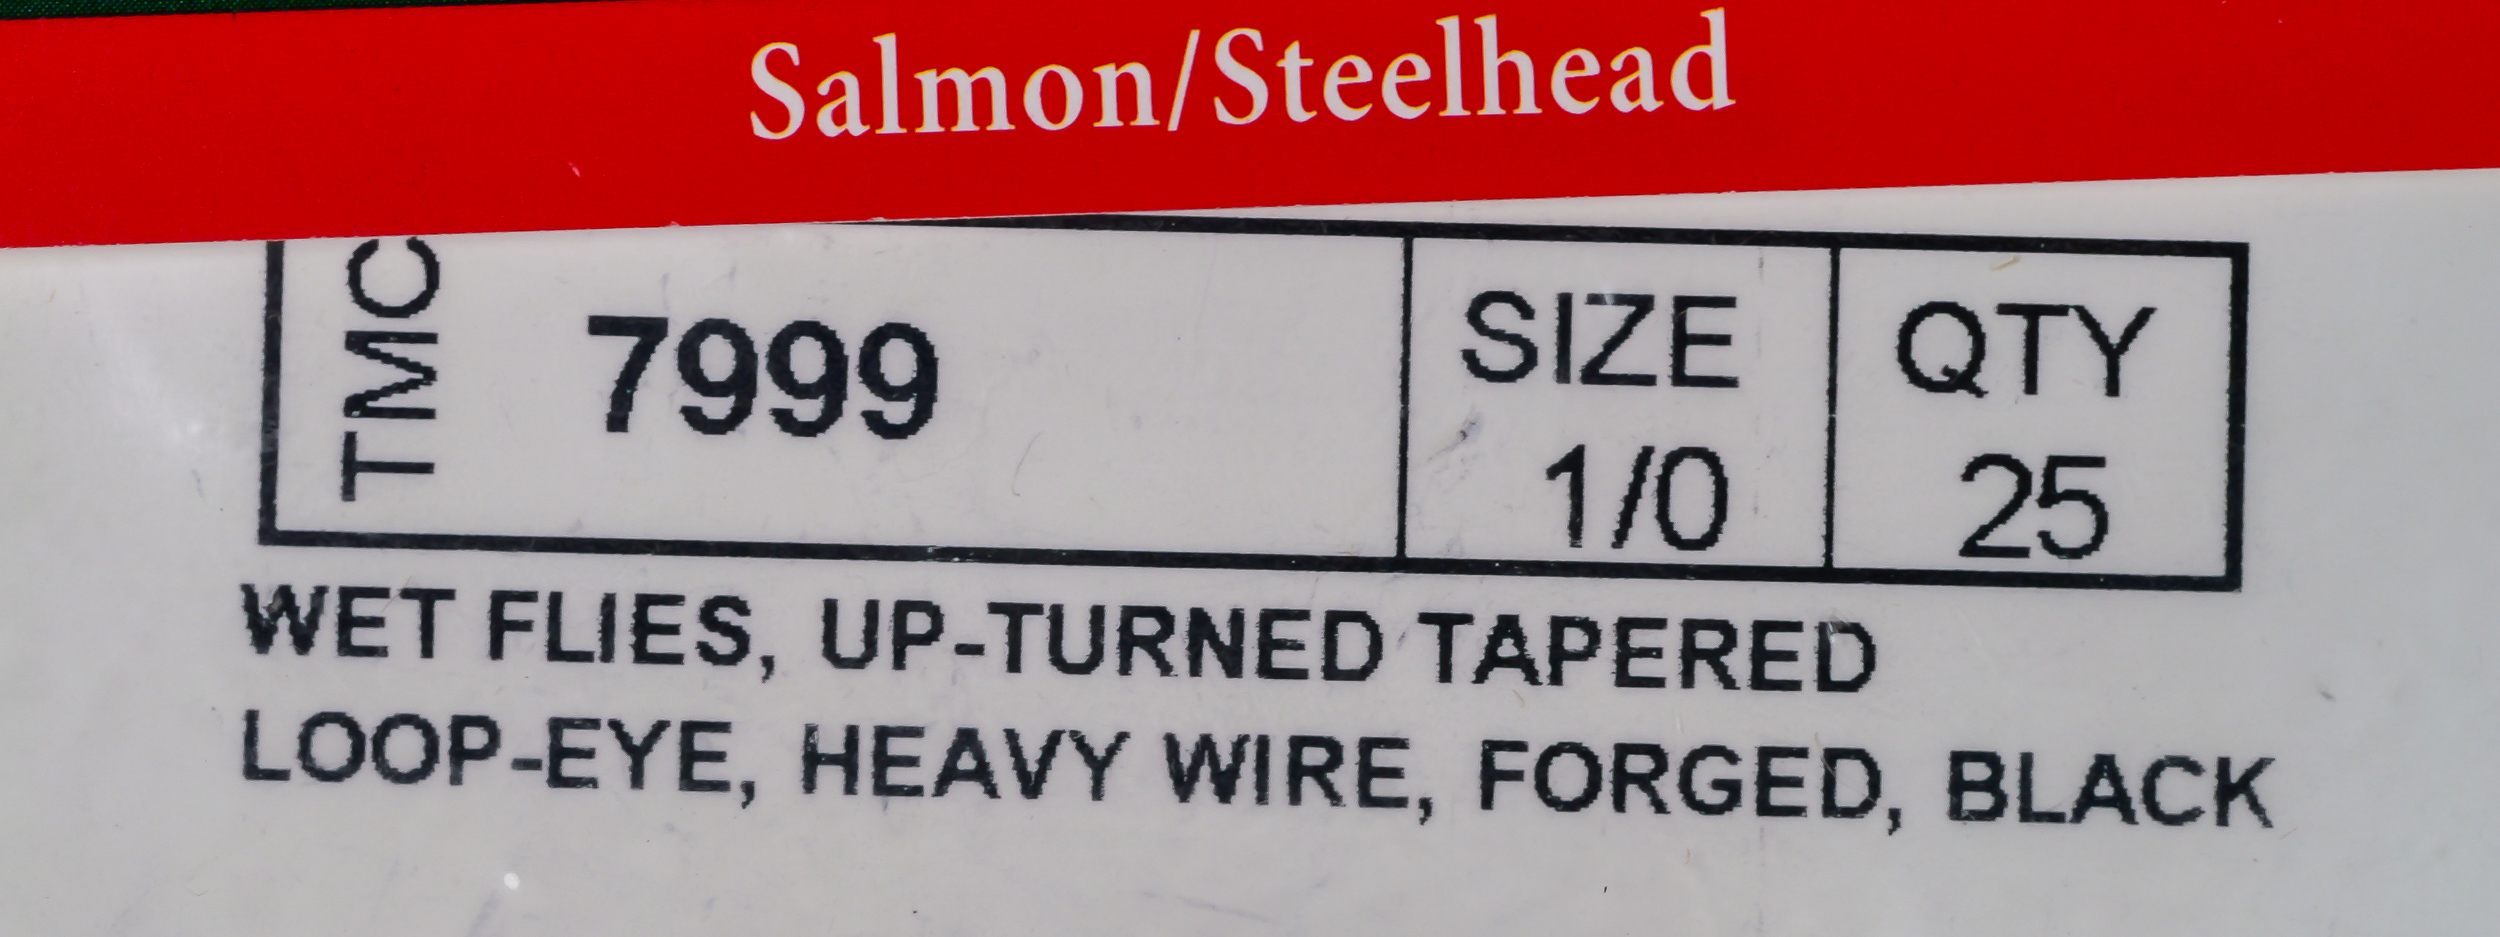 Salmon/Steelhead
TMC 7999
SIZE 1/0
QTY 25
WET FLIES, UP-TURNED TAPERED
LOOP-EYE, HEAVY WIRE, FORGED, BLACK